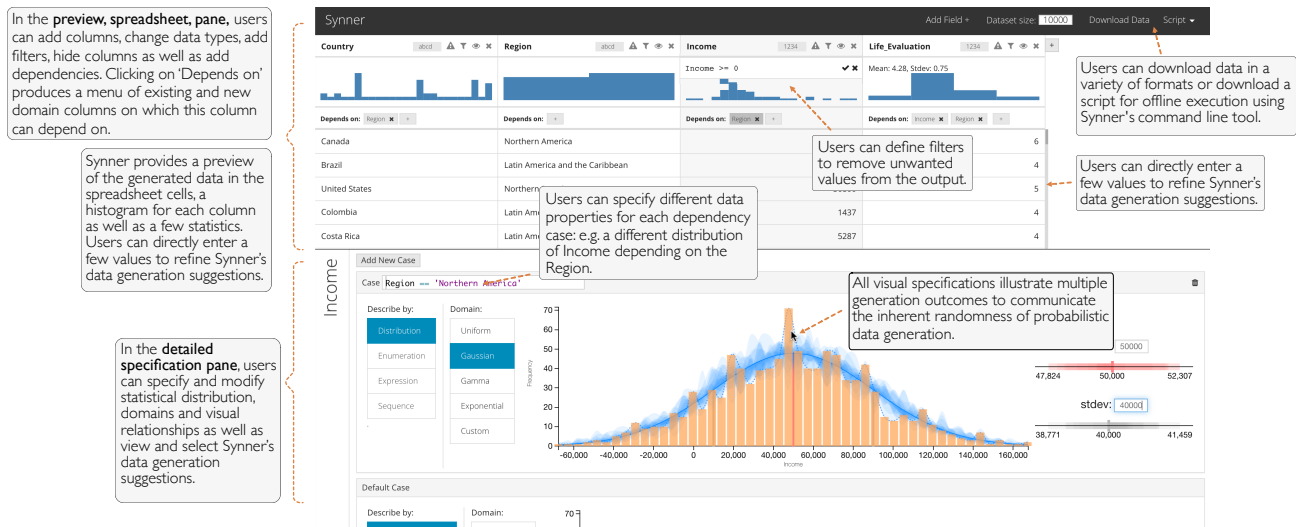 In the preview, spreadsheet, pane, users
can add columns, change data types, add
filters, hide columns as well as add
dependencies. Clicking on 'Depends on'
produces a menu of existing and new
domain columns on which this column
can depend on.
Synner provides a preview
of the generated data in the
spreadsheet cells, a
histogram for each column
as well as a few statistics.
Users can directly enter a
few values to refine Synner's
data generation suggestions.
In the detailed
specification pane, users
can specify and modify
statistical distribution,
domains and visual
relationships as well as
view and select Synner's
data generation
suggestions.
Synner Add Field + Dataset size: 10000 Download Data Script
Country abcd Region abcd Income 1234 Life_Evaluation 1234 +
Income >= 0
Mean: 4.28, Stdev: 0.75
Depends on: Region × + Depends on: + Depends on: Region × + Depends on: Income × Region × +
Canada Northern America 6
Brazil Latin America and the Caribbean 4
United States Northern 5
Colombia Latin Am 1437 4
Costa Rica Latin Am 5287 4
Users can define filters
to remove unwanted
values from the output.
Users can download data in a
variety of formats or download a
script for offline execution using
Synner's command line tool.
Users can directly enter a
few values to refine Synner's
data generation suggestions.
Users can specify different data
properties for each dependency
case: e.g. a different distribution
of Income depending on the
Region.
Income
Add New Case
Case Region == 'Northern America'
All visual specifications illustrate multiple
generation outcomes to communicate
the inherent randomness of probabilistic
data generation.
Describe by:
Distribution
Enumeration
Expression
Sequence
Domain:
Uniform
Gaussian
Gamma
Exponential
Custom
Frequency
70
60
50
40
30
20
10
0
-60,000 -40,000 -20,000 0 20,000 40,000 60,000 80,000 100,000 120,000 140,000 160,000
Income
50000
47,824 50,000 52,307
stdev: 40000
38,771 40,000 41,459
Default Case
Describe by: Domain: 70